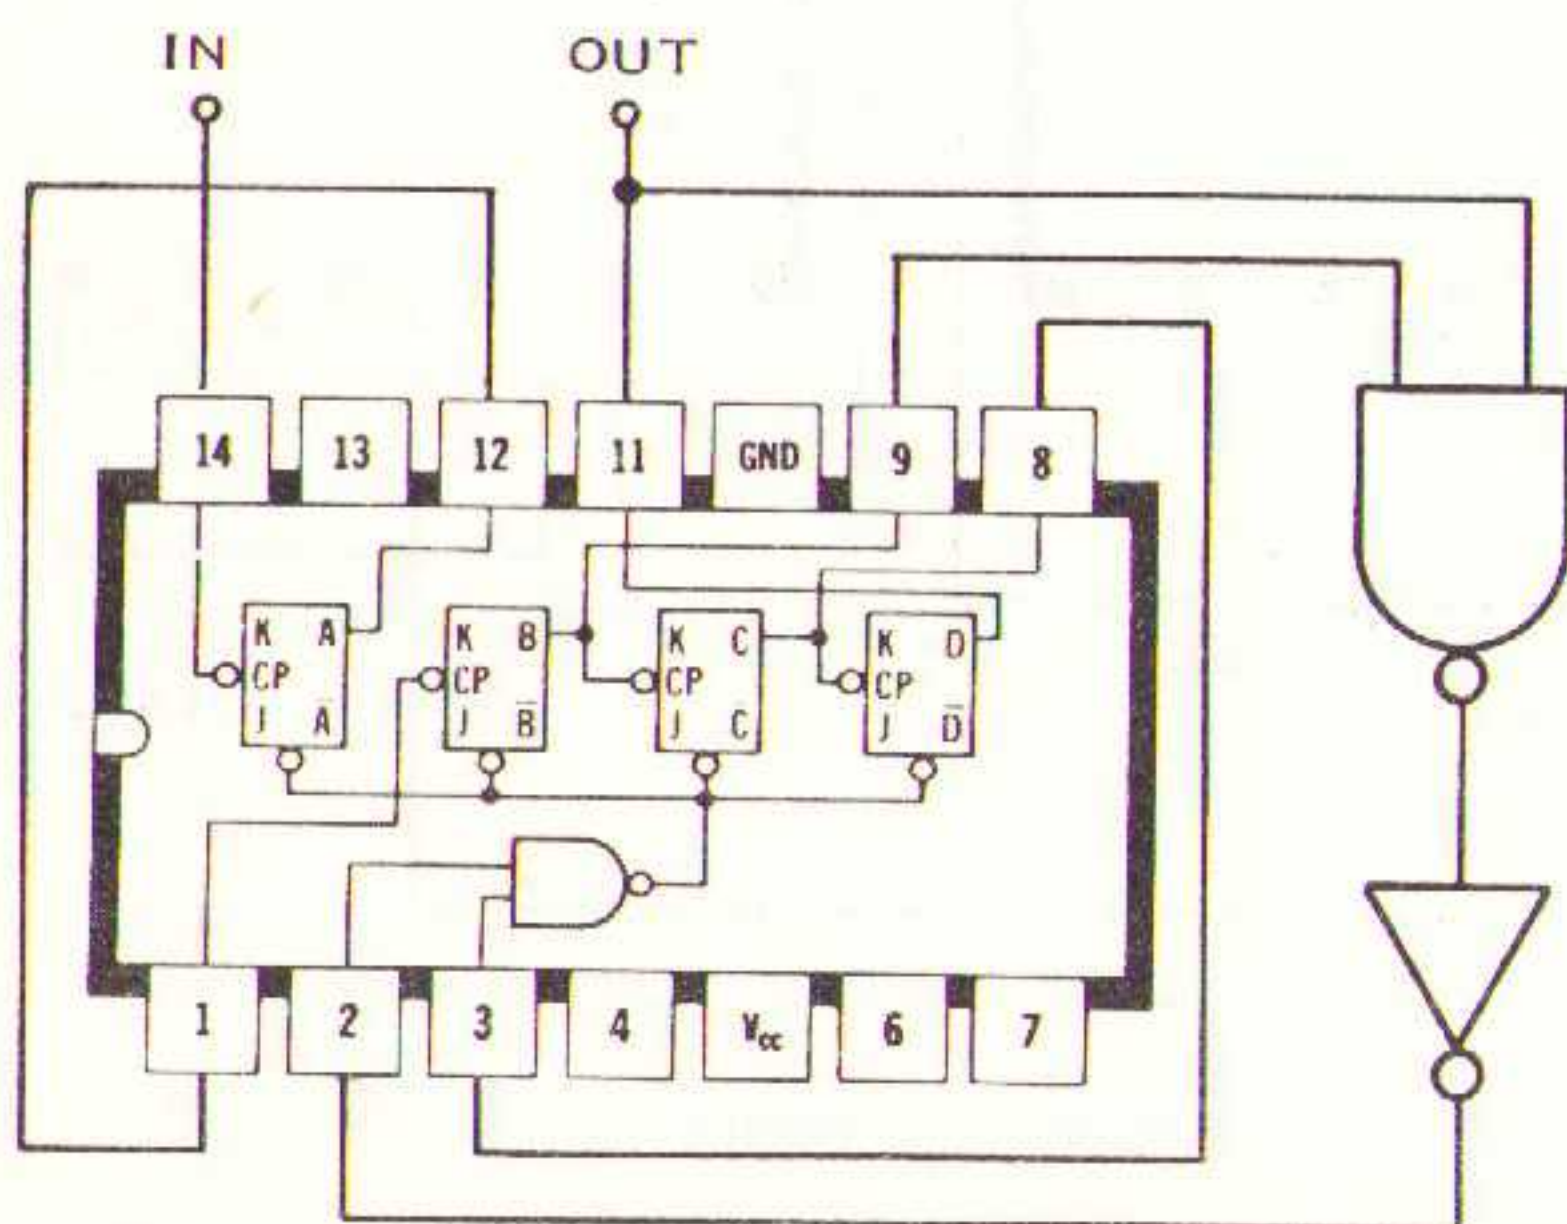 IN OUT
14 13 12 11 GND 9 8
K A K B K C K D
CP CP CP CP
J A̅ J B̅ J C J D̅
1 2 3 4 Vcc 6 7